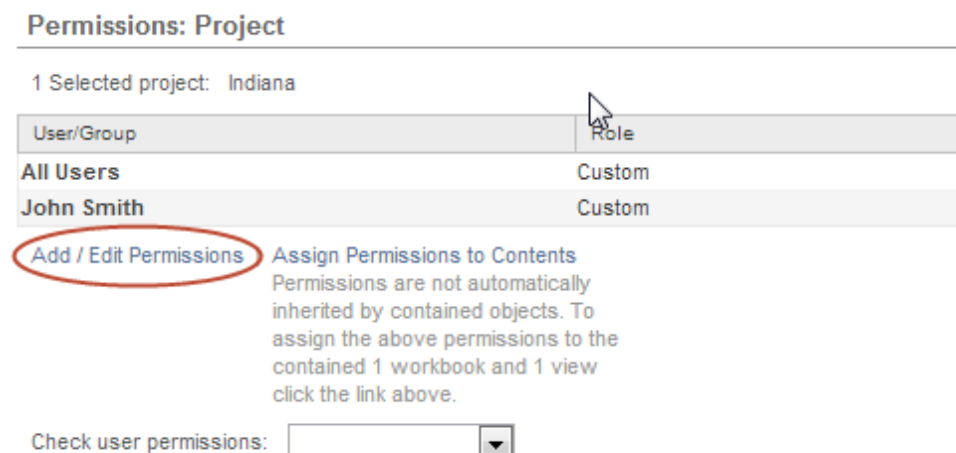 Permissions: Project
1 Selected project: Indiana
User/Group Role
All Users Custom
John Smith Custom
Add / Edit Permissions Assign Permissions to Contents
Permissions are not automatically
inherited by contained objects. To
assign the above permissions to the
contained 1 workbook and 1 view
click the link above.
Check user permissions: